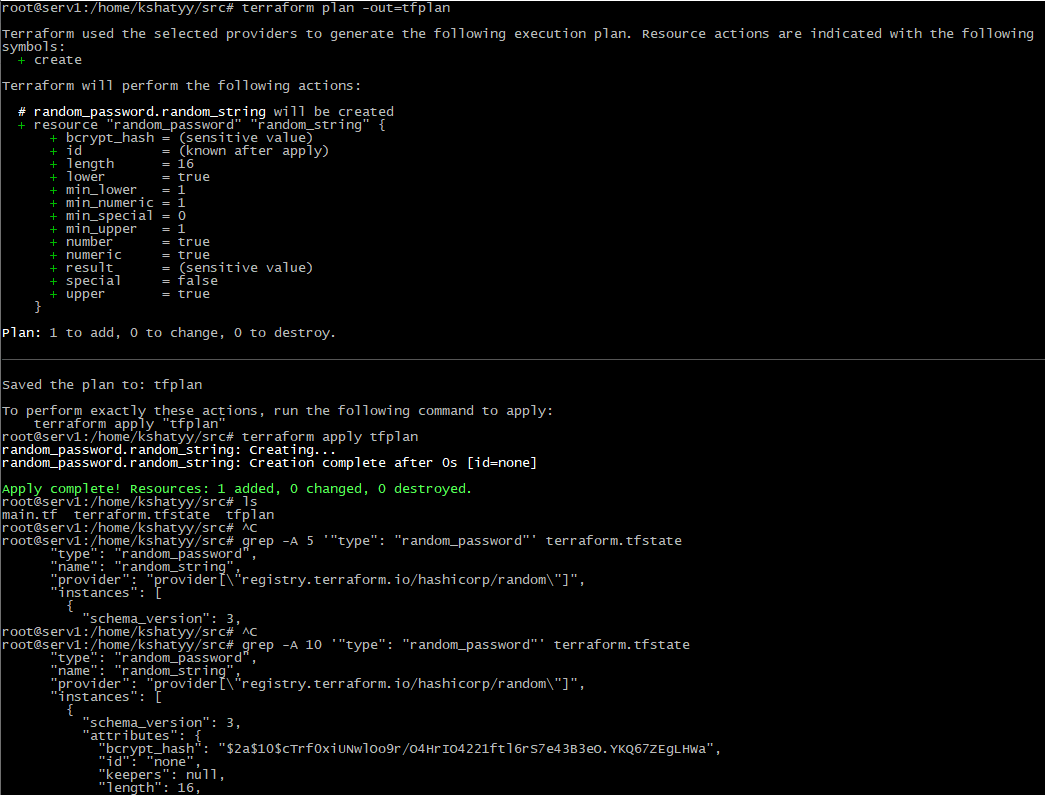 root@serv1:/home/kshatyy/src# terraform plan -out=tfplan
Terraform used the selected providers to generate the following execution plan. Resource actions are indicated with the following
symbols:
  + create
Terraform will perform the following actions:
  # random_password.random_string will be created
  + resource "random_password" "random_string" {
      + bcrypt_hash = (sensitive value)
      + id          = (known after apply)
      + length      = 16
      + lower       = true
      + min_lower   = 1
      + min_numeric = 1
      + min_special = 0
      + min_upper   = 1
      + number      = true
      + numeric     = true
      + result      = (sensitive value)
      + special     = false
      + upper       = true
    }
Plan: 1 to add, 0 to change, 0 to destroy.
Saved the plan to: tfplan
To perform exactly these actions, run the following command to apply:
    terraform apply "tfplan"
root@serv1:/home/kshatyy/src# terraform apply tfplan
random_password.random_string: Creating...
random_password.random_string: Creation complete after 0s [id=none]
Apply complete! Resources: 1 added, 0 changed, 0 destroyed.
root@serv1:/home/kshatyy/src# ls
main.tf  terraform.tfstate  tfplan
root@serv1:/home/kshatyy/src# ^C
root@serv1:/home/kshatyy/src# grep -A 5 '"type": "random_password"' terraform.tfstate
      "type": "random_password",
      "name": "random_string",
      "provider": "provider[\"registry.terraform.io/hashicorp/random\"]",
      "instances": [
        {
          "schema_version": 3,
root@serv1:/home/kshatyy/src# ^C
root@serv1:/home/kshatyy/src# grep -A 10 '"type": "random_password"' terraform.tfstate
      "type": "random_password",
      "name": "random_string",
      "provider": "provider[\"registry.terraform.io/hashicorp/random\"]",
      "instances": [
        {
          "schema_version": 3,
          "attributes": {
            "bcrypt_hash": "$2a$10$cTrf0xiUNwlOo9r/O4HrIO4221ftl6rS7e43B3eO.YKQ67ZEgLHWa",
            "id": "none",
            "keepers": null,
            "length": 16,